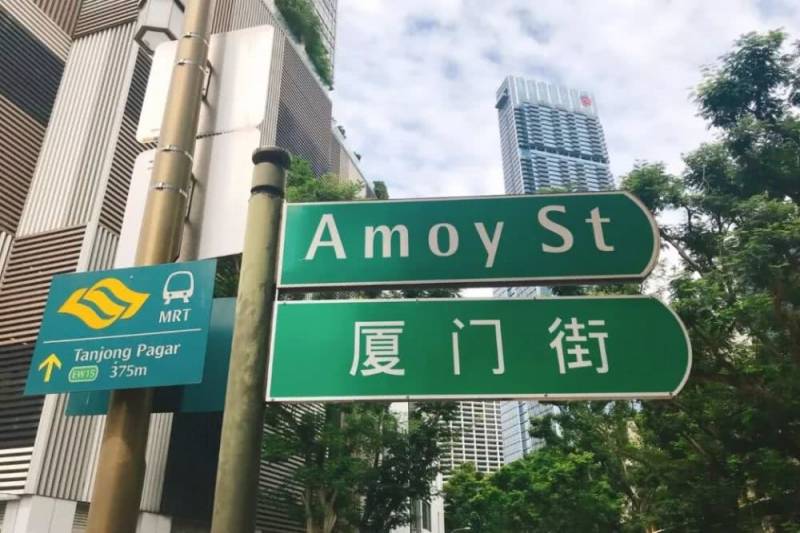 Amoy St
厦门街
MRT
Tanjong Pagar
EW15 375m